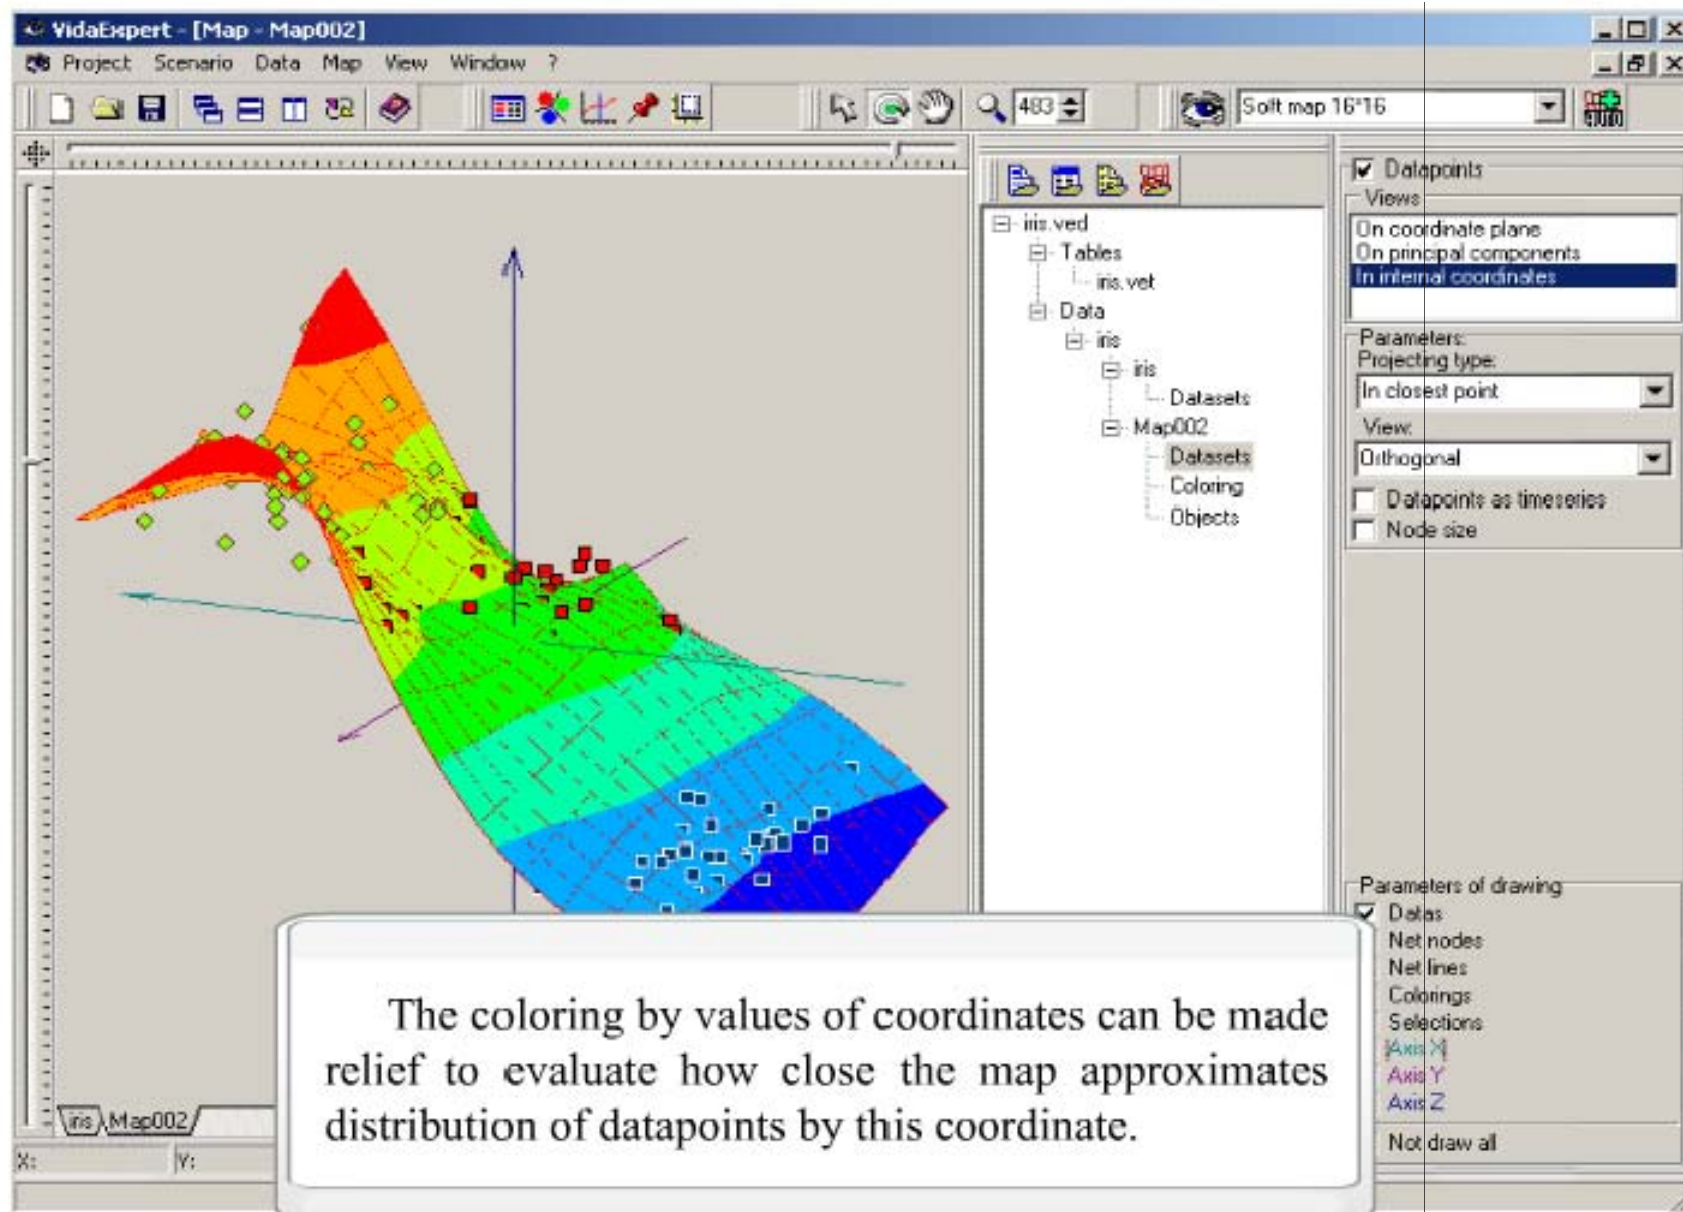 VidaExpert - [Map - Map002]
Project Scenario Data Map View Window ?
483
Soft map 16*16
iris.ved
Tables
iris.vet
Data
iris
iris
Datasets
Map002
Datasets
Coloring
Objects
Datapoints
Views
On coordinate plane
On principal components
In internal coordinates
Parameters:
Projecting type:
In closest point
View:
Orthogonal
Datapoints as timeseries
Node size
Parameters of drawing
Datas
Net nodes
Net lines
Colorings
Selections
Axis X
Axis Y
Axis Z
Not draw all
The coloring by values of coordinates can be made
relief to evaluate how close the map approximates
distribution of datapoints by this coordinate.
iris Map002
X: Y: